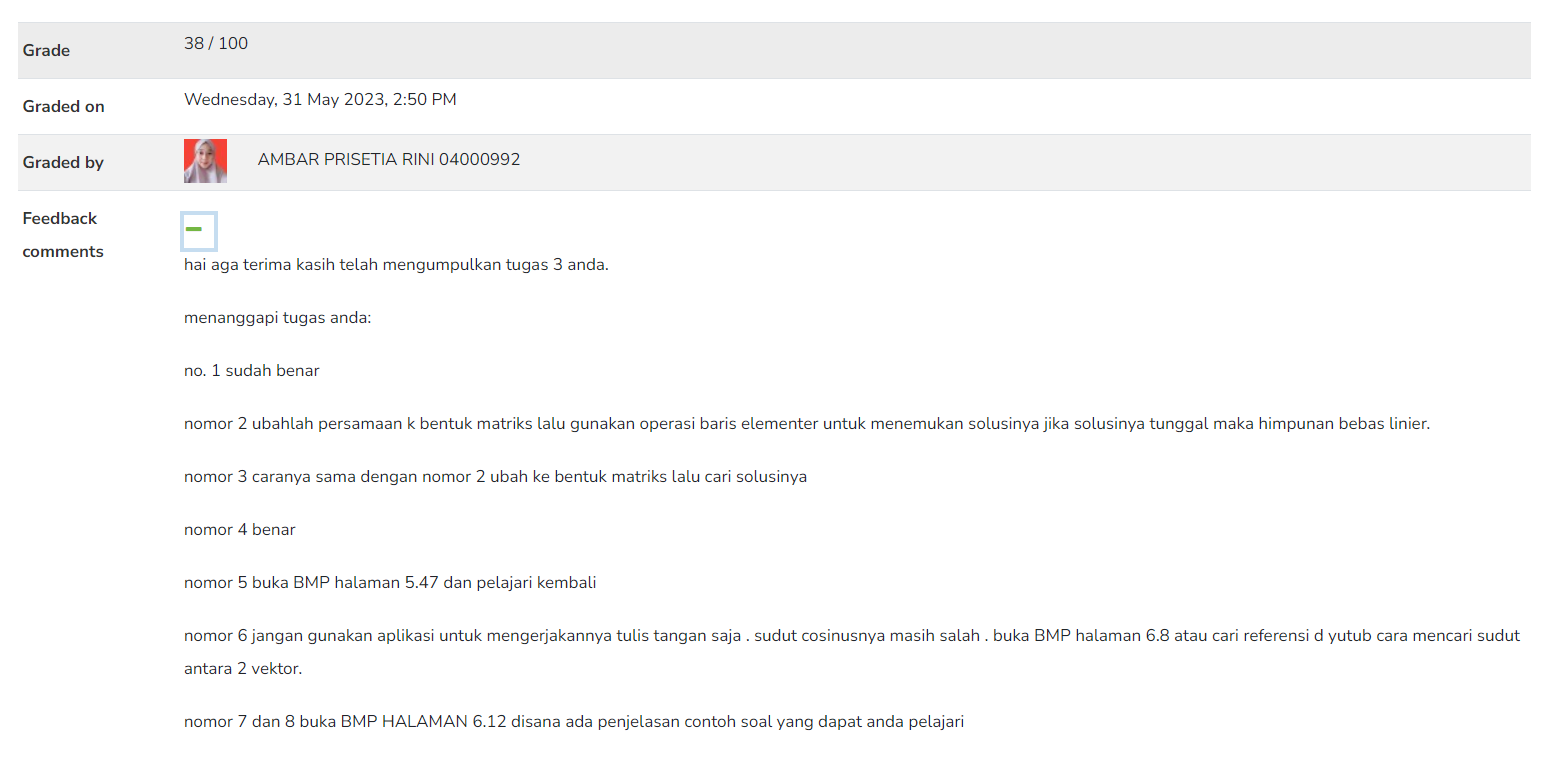 Grade
38 / 100
Graded on
Wednesday, 31 May 2023, 2:50 PM
Graded by
AMBAR PRISETIA RINI 04000992
Feedback
comments
hai aga terima kasih telah mengumpulkan tugas 3 anda.
menanggapi tugas anda:
no. 1 sudah benar
nomor 2 ubahlah persamaan k bentuk matriks lalu gunakan operasi baris elementer untuk menemukan solusinya jika solusinya tunggal maka himpunan bebas linier.
nomor 3 caranya sama dengan nomor 2 ubah ke bentuk matriks lalu cari solusinya
nomor 4 benar
nomor 5 buka BMP halaman 5.47 dan pelajari kembali
nomor 6 jangan gunakan aplikasi untuk mengerjakannya tulis tangan saja . sudut cosinusnya masih salah . buka BMP halaman 6.8 atau cari referensi d yutub cara mencari sudut
antara 2 vektor.
nomor 7 dan 8 buka BMP HALAMAN 6.12 disana ada penjelasan contoh soal yang dapat anda pelajari